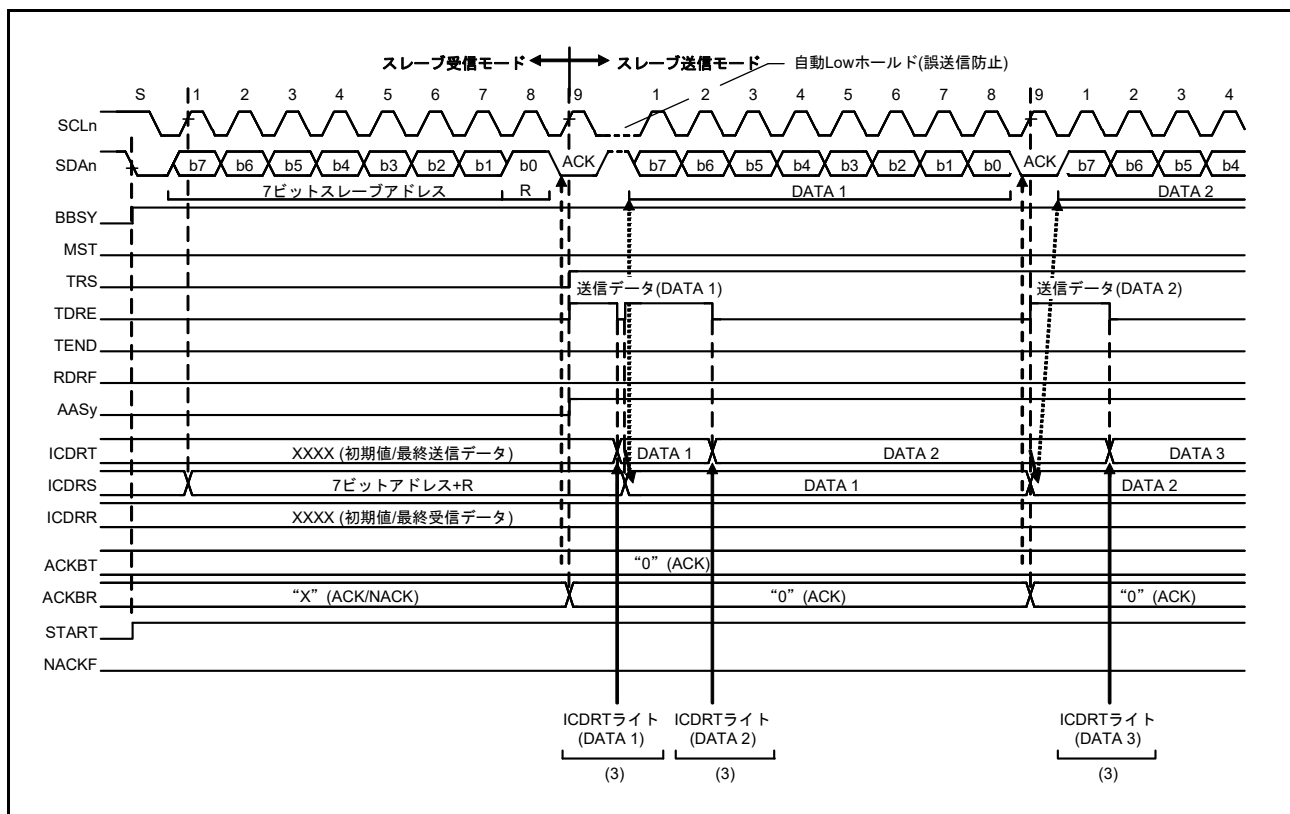 スレーブ受信モード スレーブ送信モード 自動Lowホールド(誤送信防止)
S 1 2 3 4 5 6 7 8 9 1 2 3 4 5 6 7 8 9 1 2 3 4
SCLn
SDAn b7 b6 b5 b4 b3 b2 b1 b0 ACK b7 b6 b5 b4 b3 b2 b1 b0 ACK b7 b6 b5 b4
7ビットスレーブアドレス R DATA 1 DATA 2
BBSY
MST
TRS
送信データ(DATA 1) 送信データ(DATA 2)
TDRE
TEND
RDRF
AASy
ICDRT XXXX (初期値/最終送信データ) DATA 1 DATA 2 DATA 3
ICDRS 7ビットアドレス+R DATA 1 DATA 2
ICDRR XXXX (初期値/最終受信データ)
ACKBT “0” (ACK)
ACKBR “X” (ACK/NACK) “0” (ACK) “0” (ACK)
START
NACKF
ICDRTライト ICDRTライト ICDRTライト
(DATA 1) (DATA 2) (DATA 3)
(3) (3) (3)